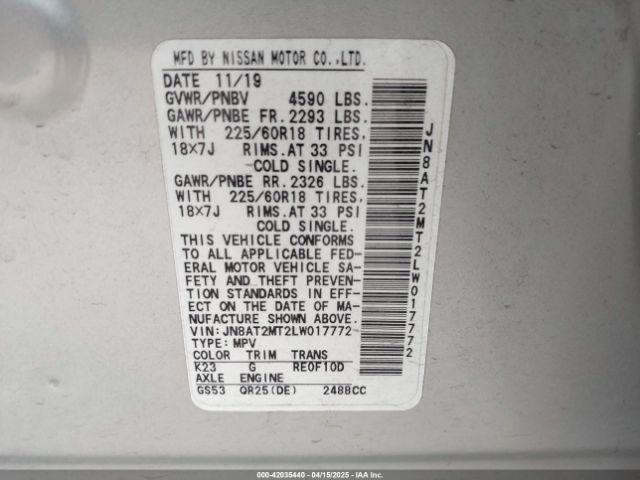 MFD BY NISSAN MOTOR CO.,LTD.
DATE 11/19
GVWR/PNBV 4590 LBS.
GAWR/PNBE FR. 2293 LBS.
WITH 225/60R18 TIRES.
18X7J RIMS. AT 33 PSI
COLD SINGLE.
GAWR/PNBE RR. 2326 LBS.
WITH 225/60R18 TIRES.
18X7J RIMS. AT 33 PSI
COLD SINGLE.
THIS VEHICLE CONFORMS
TO ALL APPLICABLE FED-
ERAL MOTOR VEHICLE SA-
FETY AND THEFT PREVEN-
TION STANDARDS IN EFF-
ECT ON THE DATE OF MA-
NUFACTURE SHOWN ABOVE.
VIN: JN8AT2MT2LW017772
TYPE: MPV
COLOR TRIM TRANS
K23 G RE0F10D
AXLE ENGINE
GS53 QR25(DE) 2488CC
JN8AT2MT2LW017772
000-42035440 - 04/15/2025 - IAAI.COM